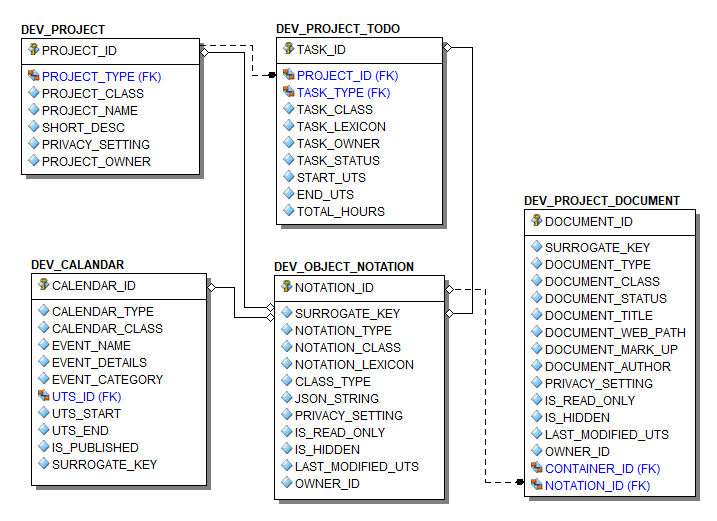 DEV_PROJECT
PROJECT_ID
PROJECT_TYPE (FK)
PROJECT_CLASS
PROJECT_NAME
SHORT_DESC
PRIVACY_SETTING
PROJECT_OWNER
DEV_PROJECT_TODO
TASK_ID
PROJECT_ID (FK)
TASK_TYPE (FK)
TASK_CLASS
TASK_LEXICON
TASK_OWNER
TASK_STATUS
START_UTS
END_UTS
TOTAL_HOURS
DEV_CALANDAR
CALENDAR_ID
CALENDAR_TYPE
CALENDAR_CLASS
EVENT_NAME
EVENT_DETAILS
EVENT_CATEGORY
UTS_ID (FK)
UTS_START
UTS_END
IS_PUBLISHED
SURROGATE_KEY
DEV_OBJECT_NOTATION
NOTATION_ID
SURROGATE_KEY
NOTATION_TYPE
NOTATION_CLASS
NOTATION_LEXICON
CLASS_TYPE
JSON_STRING
PRIVACY_SETTING
IS_READ_ONLY
IS_HIDDEN
LAST_MODIFIED_UTS
OWNER_ID
DEV_PROJECT_DOCUMENT
DOCUMENT_ID
SURROGATE_KEY
DOCUMENT_TYPE
DOCUMENT_CLASS
DOCUMENT_STATUS
DOCUMENT_TITLE
DOCUMENT_WEB_PATH
DOCUMENT_MARK_UP
DOCUMENT_AUTHOR
PRIVACY_SETTING
IS_READ_ONLY
IS_HIDDEN
LAST_MODIFIED_UTS
OWNER_ID
CONTAINER_ID (FK)
NOTATION_ID (FK)